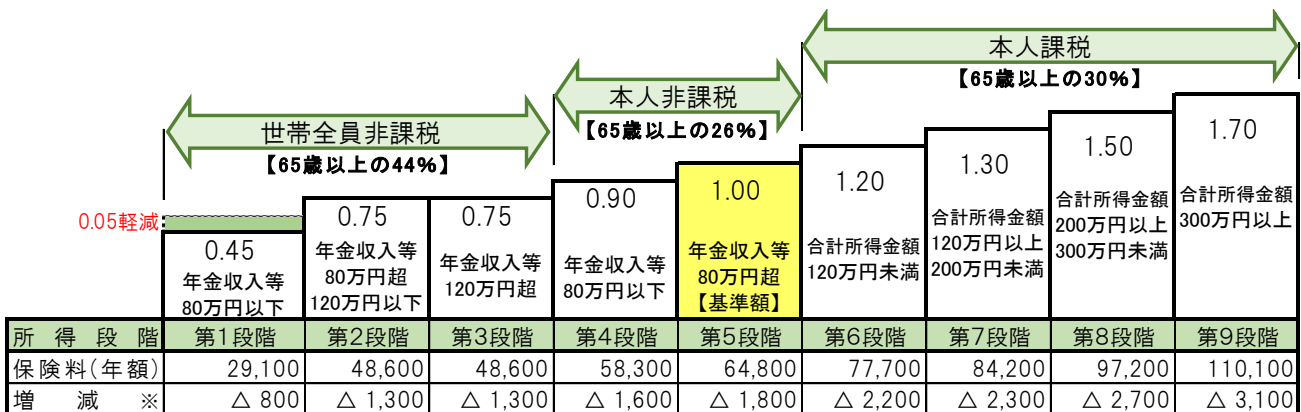 本人課税
【65歳以上の30%】
本人非課税
【65歳以上の26%】
世帯全員非課税
【65歳以上の44%】
0.05軽減
0.45
年金収入等
80万円以下
0.75
年金収入等
80万円超
120万円以下
0.75
年金収入等
120万円超
0.90
年金収入等
80万円以下
1.00
年金収入等
80万円超
【基準額】
1.20
合計所得金額
120万円未満
1.30
合計所得金額
120万円以上
200万円未満
1.50
合計所得金額
200万円以上
300万円未満
1.70
合計所得金額
300万円以上
所得段階 第1段階 第2段階 第3段階 第4段階 第5段階 第6段階 第7段階 第8段階 第9段階
保険料(年額) 29,100 48,600 48,600 58,300 64,800 77,700 84,200 97,200 110,100
増減※ △ 800 △ 1,300 △ 1,300 △ 1,600 △ 1,800 △ 2,200 △ 2,300 △ 2,700 △ 3,100